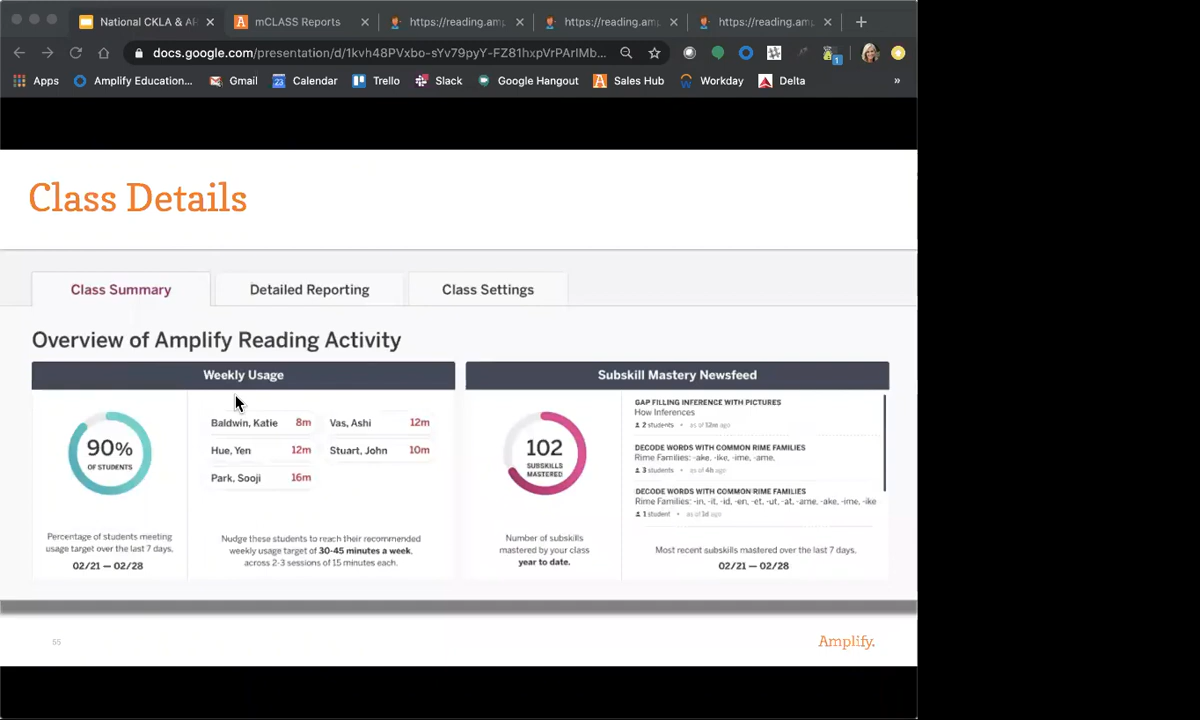 National CKLA & A
mCLASS Reports
https://reading.amp
https://reading.amp
https://reading.amp
docs.google.com/presentation/d/1kvh48PVxbo-sYv79pyY-FZ81hxpVrPArIMb...
Apps
Amplify Education...
Gmail
23
Calendar
Trello
Slack
Google Hangout
Sales Hub
Workday
Delta
»
Class Details
Class Summary
Detailed Reporting
Class Settings
Overview of Amplify Reading Activity
Weekly Usage
90%
OF STUDENTS
Percentage of students meeting
usage target over the last 7 days.
02/21 — 02/28
Baldwin, Katie 8m
Vas, Ashi 12m
Hue, Yen 12m
Stuart, John 10m
Park, Sooji 16m
Nudge these students to reach their recommended
weekly usage target of 30-45 minutes a week,
across 2-3 sessions of 15 minutes each.
Subskill Mastery Newsfeed
102
SUBSKILLS
MASTERED
Number of subskills
mastered by your class
year to date.
GAP FILLING INFERENCE WITH PICTURES
How Inferences
2 students • as of 12m ago
DECODE WORDS WITH COMMON RIME FAMILIES
Rime Families: -ake, -ike, -ime, -ame.
3 students • as of 4h ago
DECODE WORDS WITH COMMON RIME FAMILIES
Rime Families: -in, -it, -id, -en, -et, -ut, -at, -ame, -ake, -ime, -ike
1 student • as of 1d ago
Most recent subskills mastered over the last 7 days.
02/21 — 02/28
55
Amplify.